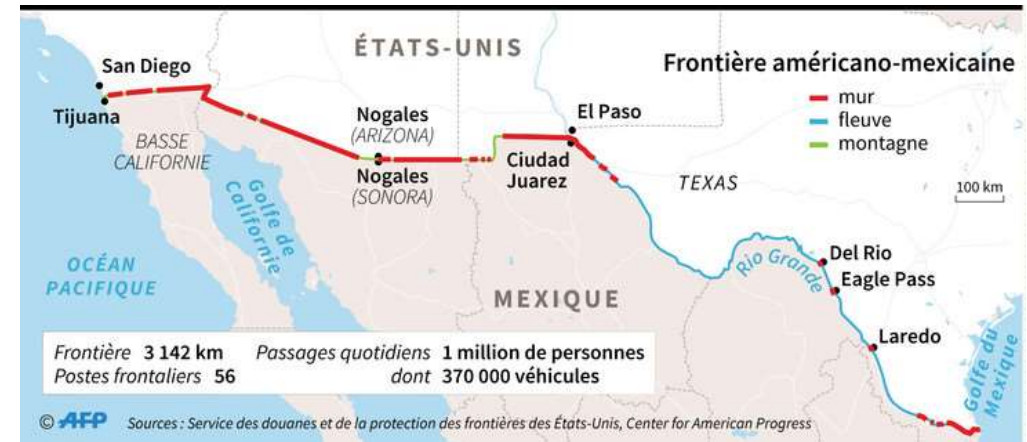 ÉTATS-UNIS
Frontière américano-mexicaine
mur
fleuve
montagne
San Diego
Tijuana
BASSE
CALIFORNIE
Nogales
(ARIZONA)
Nogales
(SONORA)
El Paso
Ciudad
Juarez
TEXAS
100 km
Golfe de
Californie
OCÉAN
PACIFIQUE
MEXIQUE
Rio Grande
Del Rio
Eagle Pass
Laredo
Golfe du
Mexique
Frontière 3 142 km Passages quotidiens 1 million de personnes
Postes frontaliers 56 dont 370 000 véhicules
© AFP Sources : Service des douanes et de la protection des frontières des États-Unis, Center for American Progress